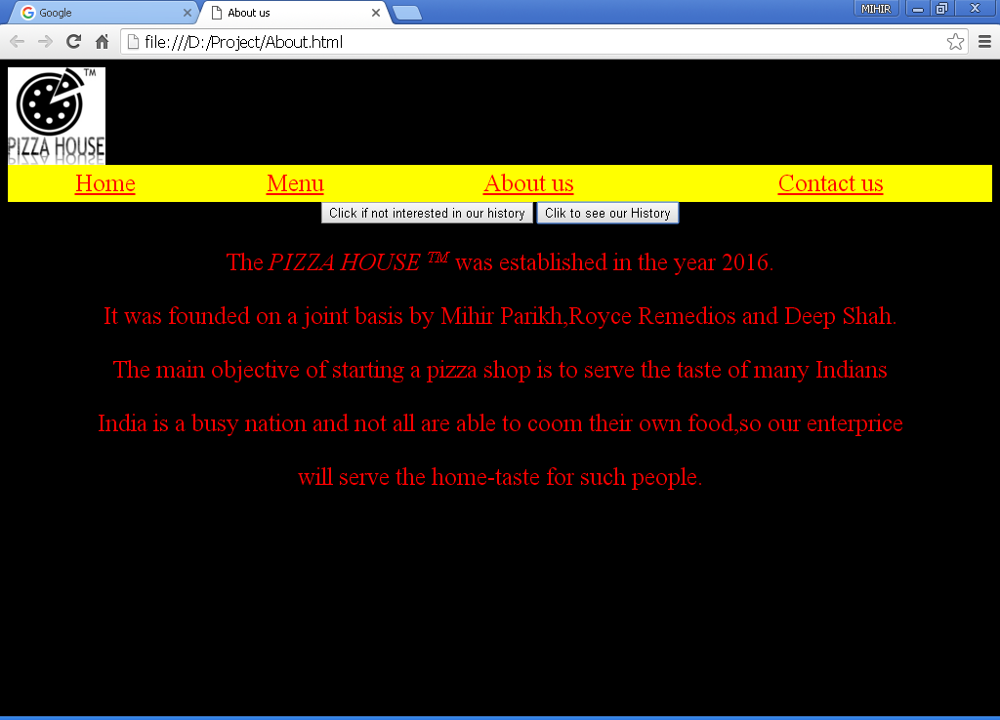 Google
About us
MIHIR
file:///D:/Project/About.html
TM
PIZZA HOUSE
Home Menu About us Contact us
Click if not interested in our history Clik to see our History
The PIZZA HOUSE ™ was established in the year 2016.
It was founded on a joint basis by Mihir Parikh,Royce Remedios and Deep Shah.
The main objective of starting a pizza shop is to serve the taste of many Indians
India is a busy nation and not all are able to coom their own food,so our enterprice
will serve the home-taste for such people.